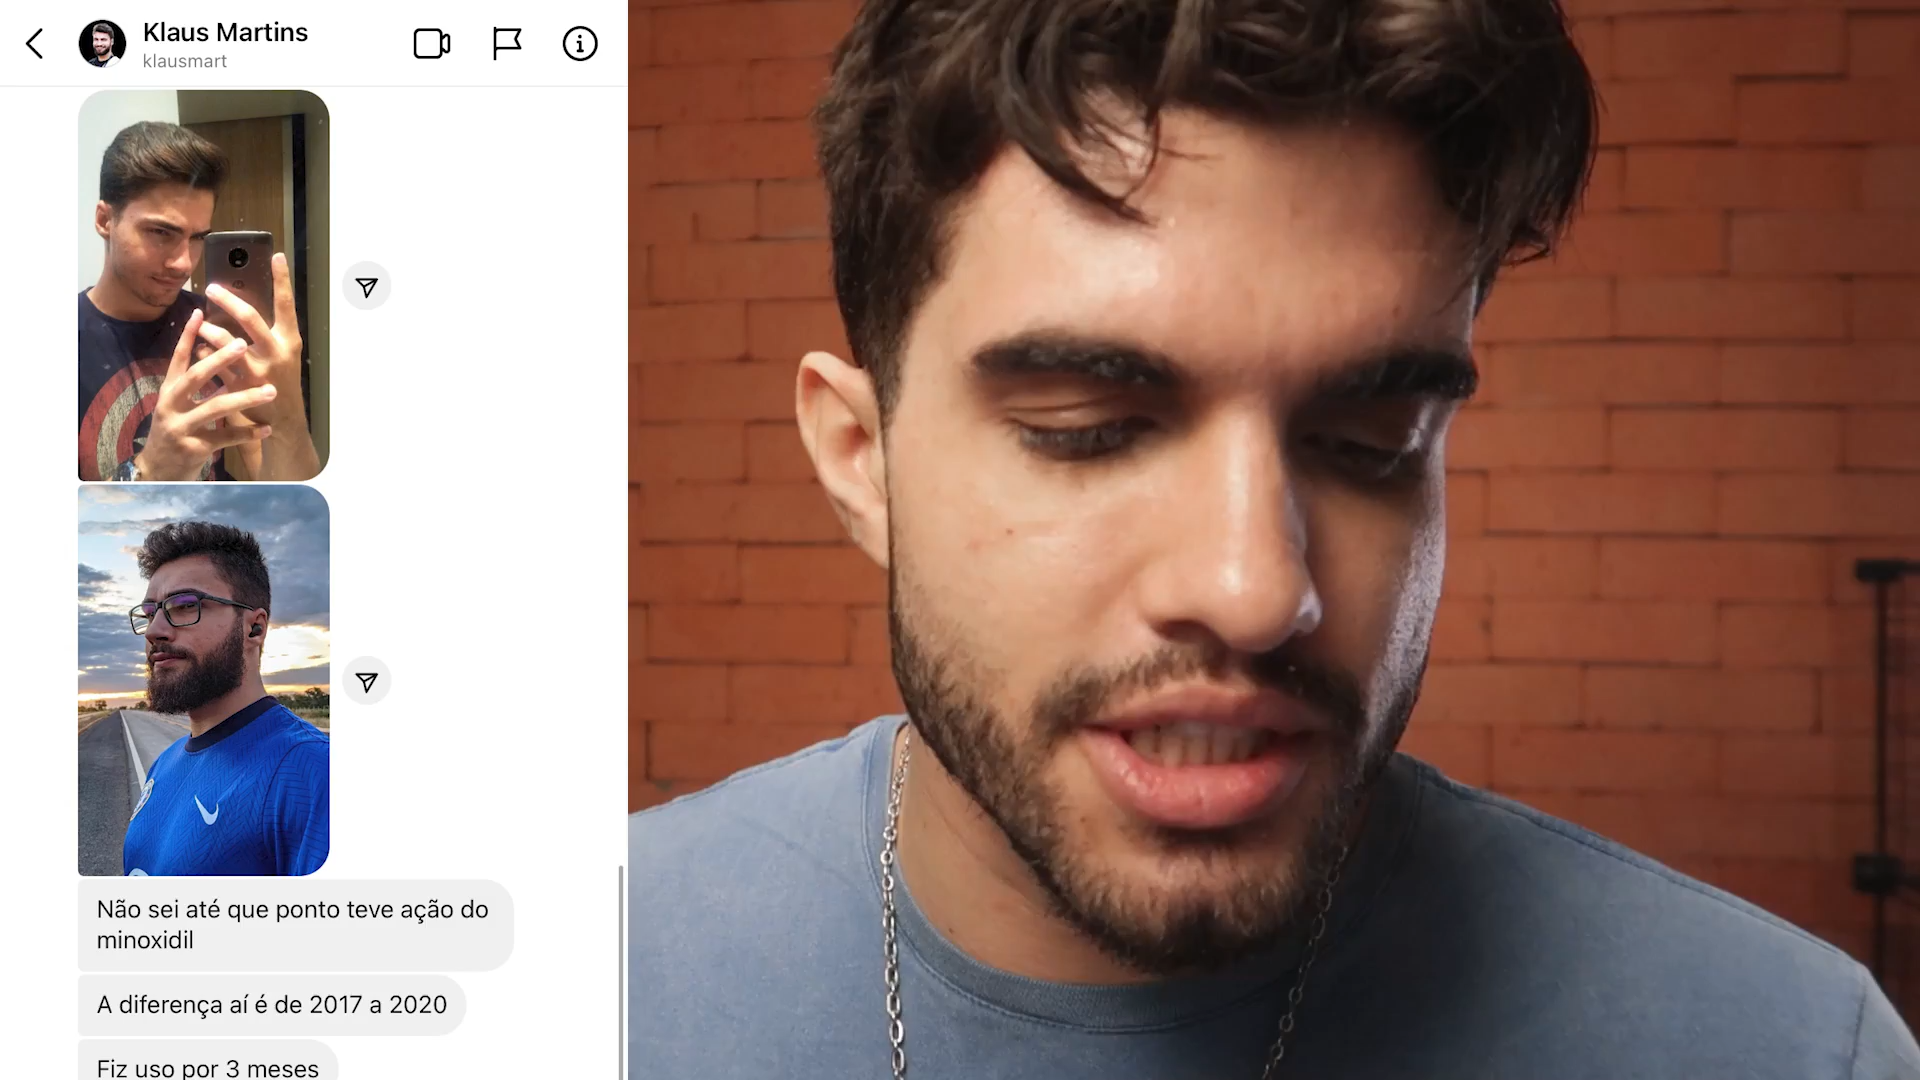 Klaus Martins
klausmart
Não sei até que ponto teve ação do
minoxidil
A diferença aí é de 2017 a 2020
Fiz uso por 3 meses